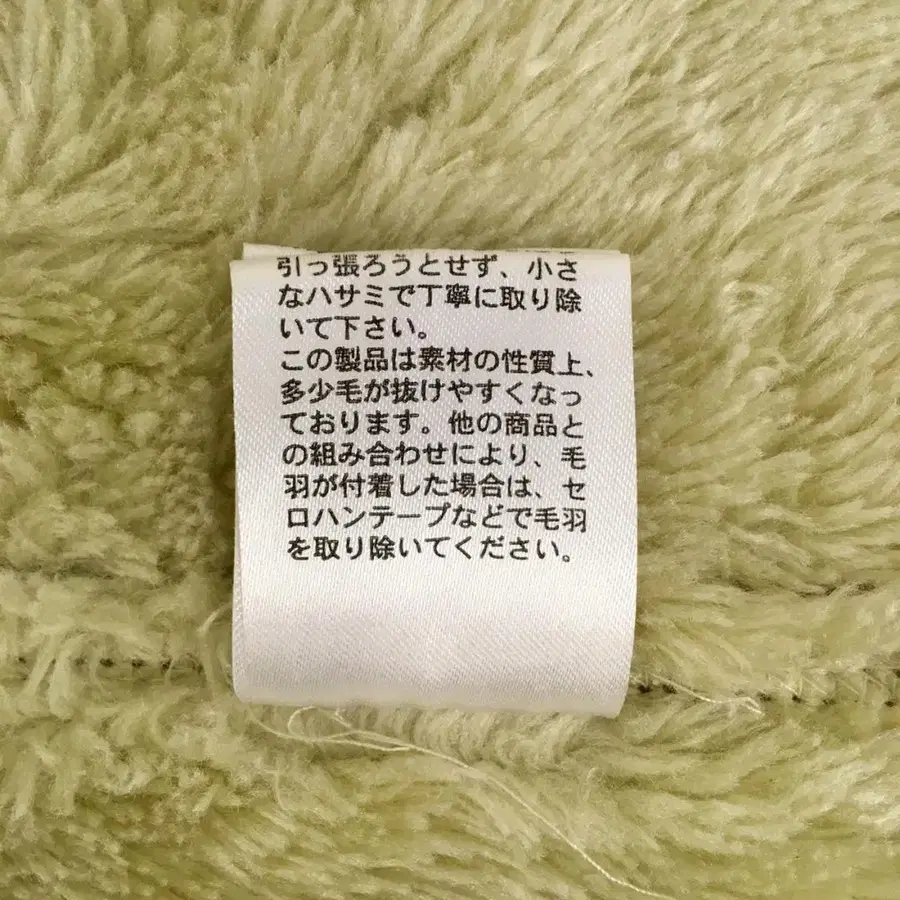 引っ張ろうとせず、小さ
なハサミで丁寧に取り除
いて下さい。
この製品は素材の性質上、
多少毛が抜けやすくなっ
ております。他の商品と
の組み合わせにより、毛
羽が付着した場合は、セ
ロハンテープなどで毛羽
を取り除いてください。